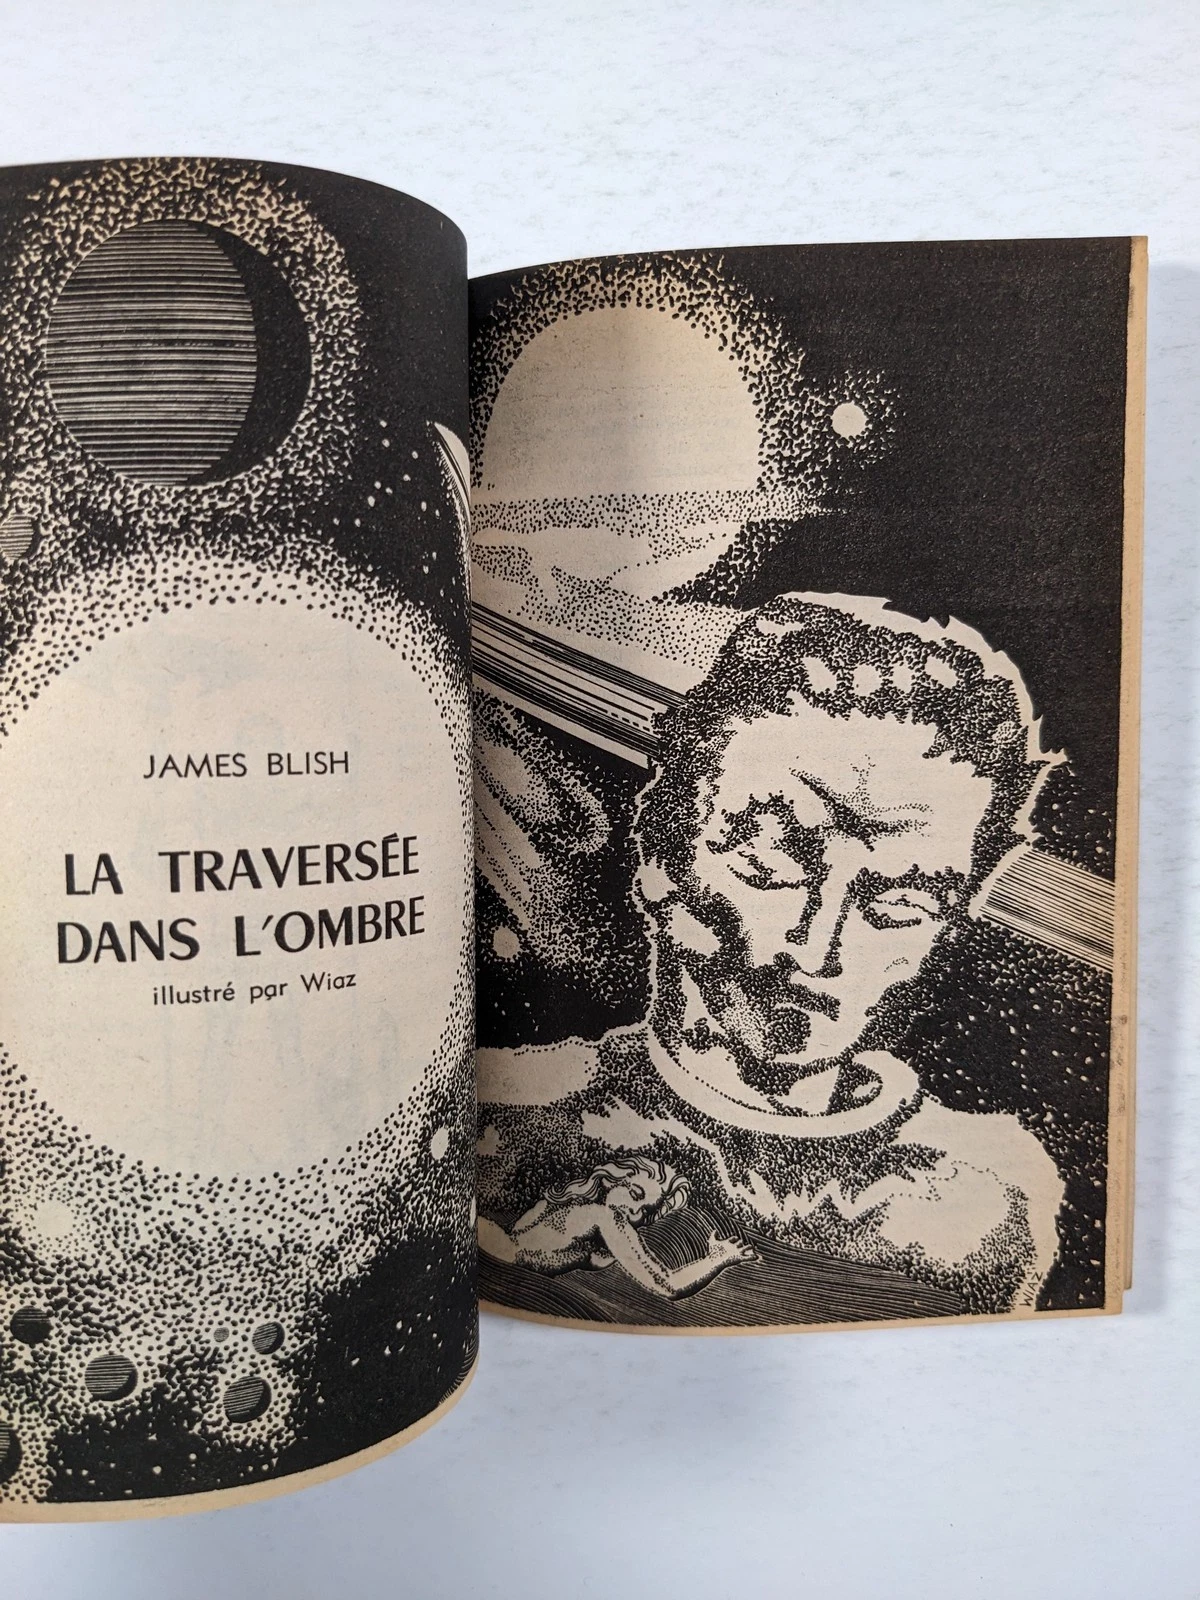 JAMES BLISH
LA TRAVERSÉE
DANS L'OMBRE
illustré par Wiaz
WIAZ